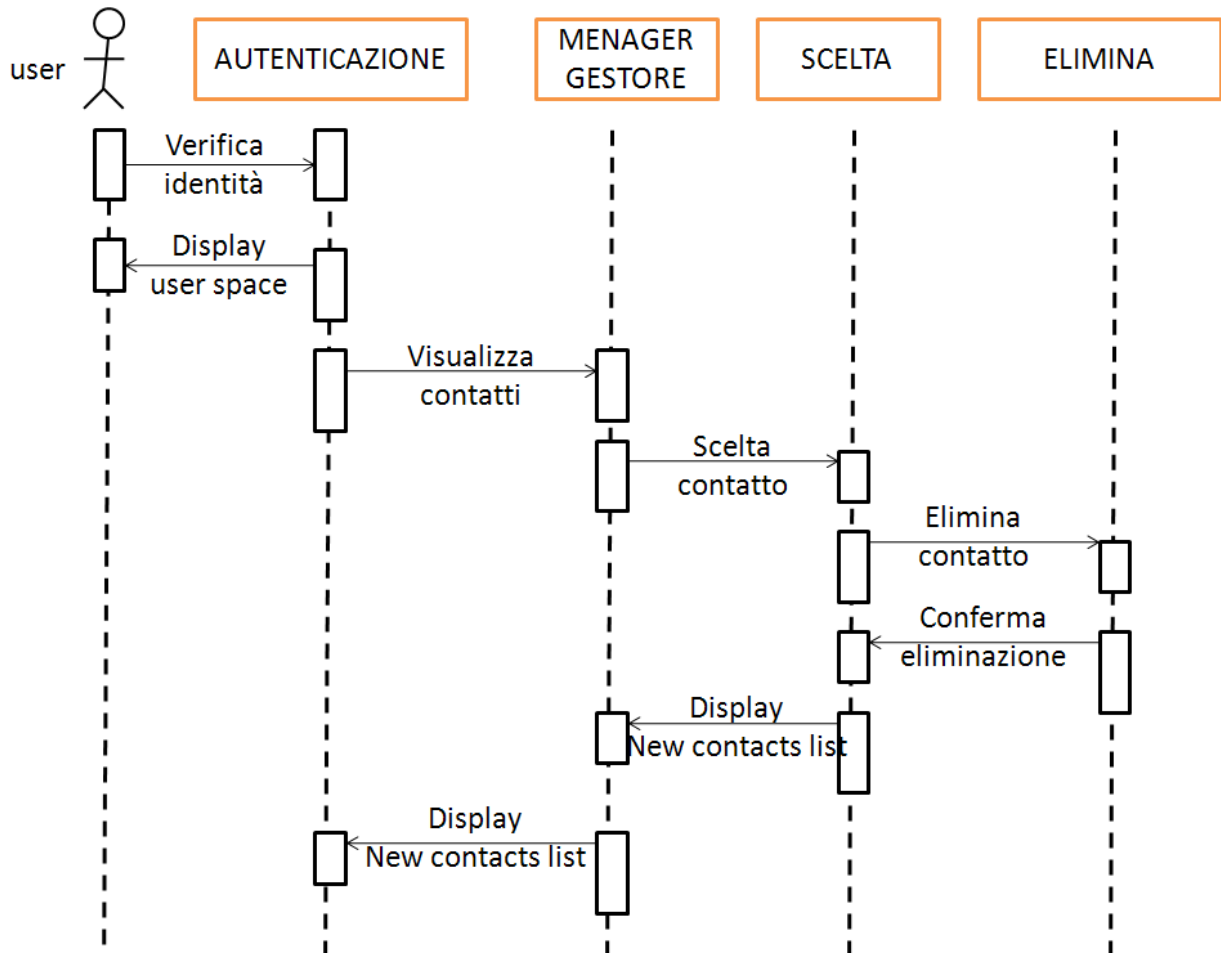 user
AUTENTICAZIONE
MENAGER
GESTORE
SCELTA
ELIMINA
Verifica
identità
Display
user space
Visualizza
contatti
Scelta
contatto
Elimina
contatto
Conferma
eliminazione
Display
New contacts list
Display
New contacts list